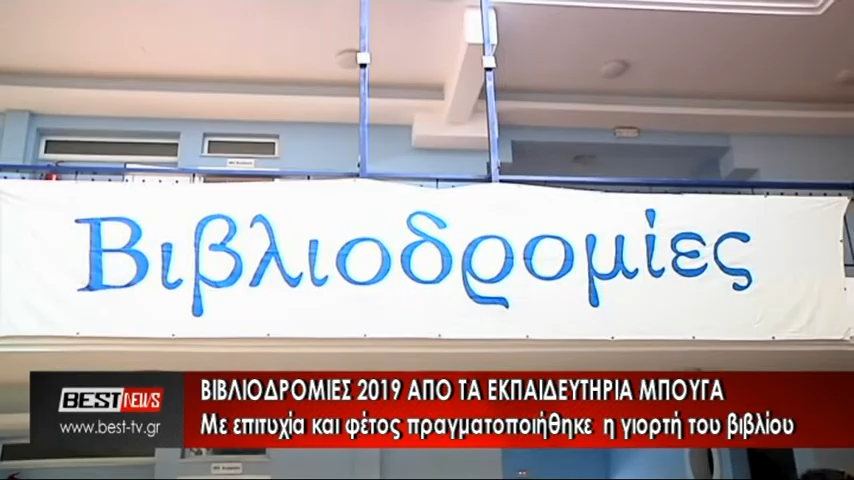 Βιβλιοδρομίες
BEST NEWS
www.best-tv.gr
ΒΙΒΛΙΟΔΡΟΜΙΕΣ 2019 ΑΠΟ ΤΑ ΕΚΠΑΙΔΕΥΤΗΡΙΑ ΜΠΟΥΓΑ
Με επιτυχία και φέτος πραγματοποιήθηκε η γιορτή του βιβλίου